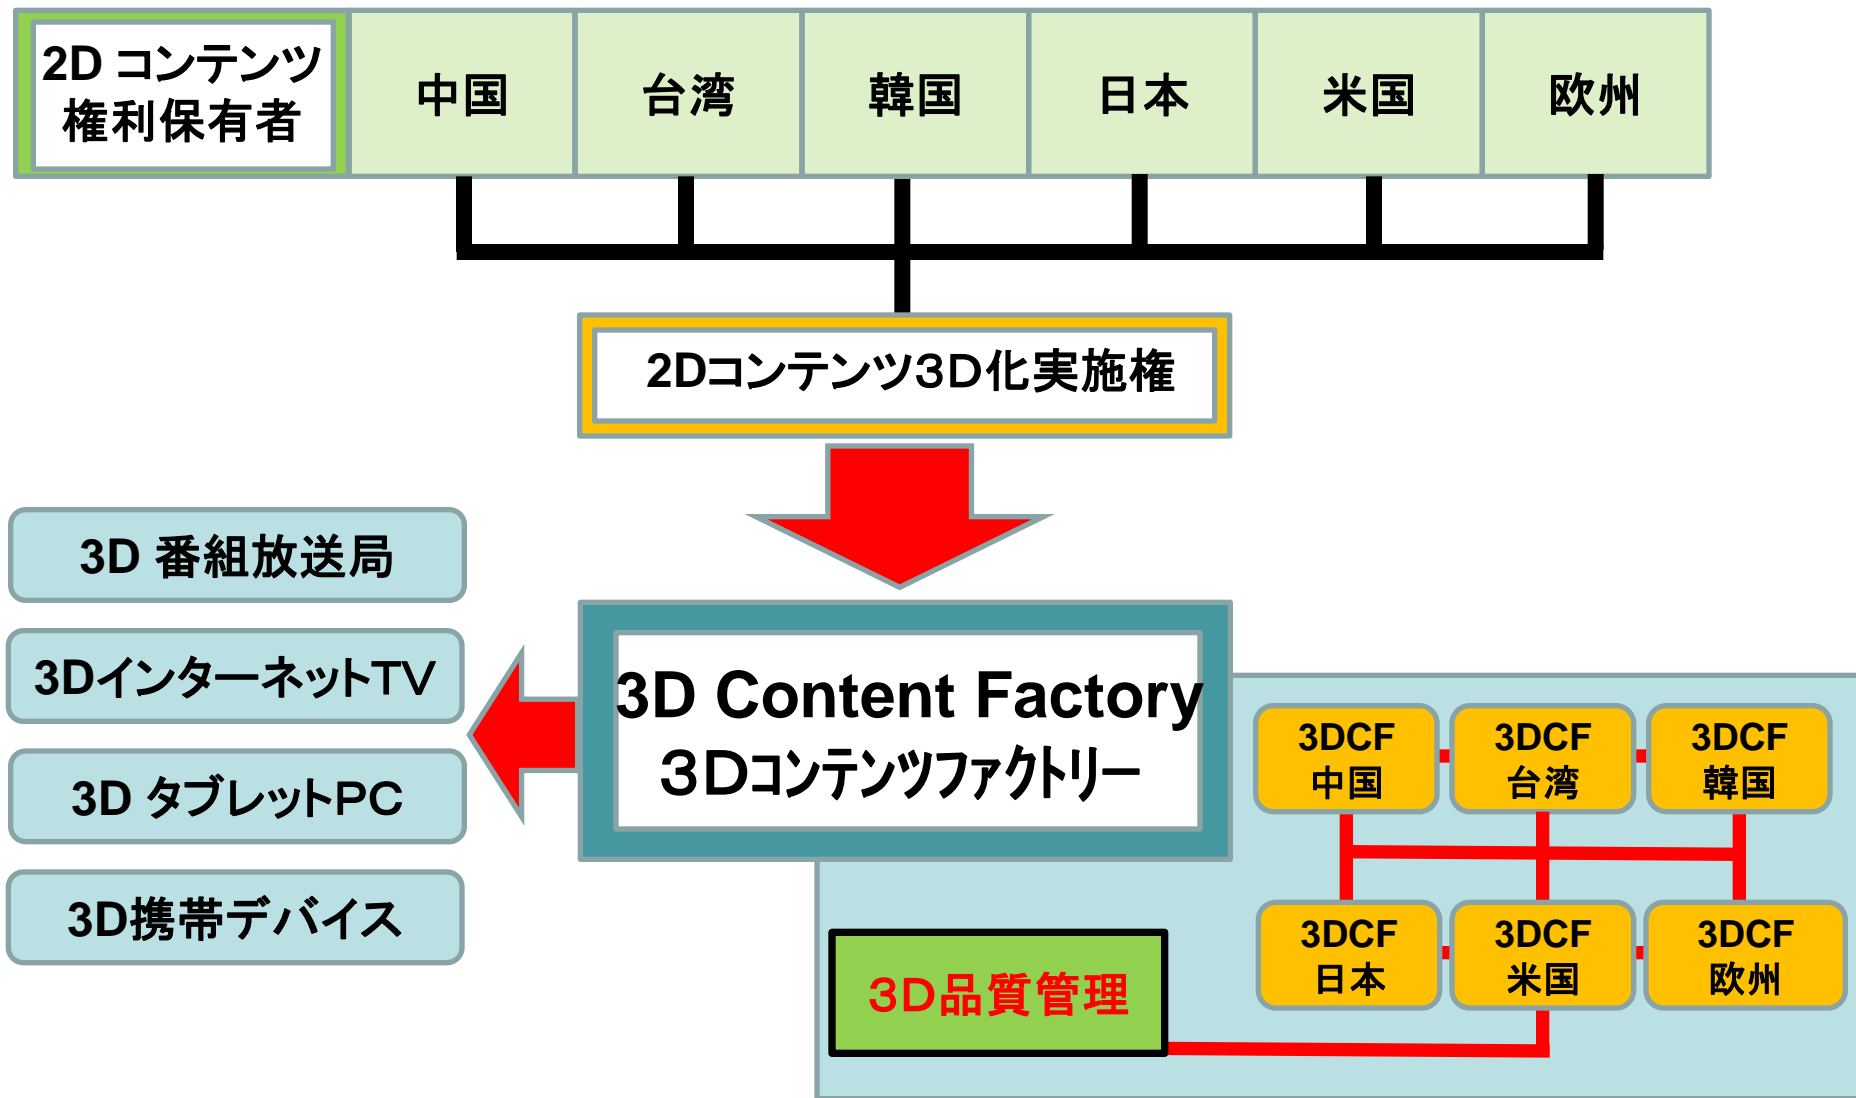 2D コンテンツ
権利保有者
中国
台湾
韓国
日本
米国
欧州
2Dコンテンツ３Ｄ化実施権
3D 番組放送局
3DインターネットＴＶ
3D タブレットＰＣ
3D携帯デバイス
3D Content Factory
３Ｄコンテンツファクトリー
3DCF
中国
3DCF
台湾
3DCF
韓国
3DCF
日本
3DCF
米国
3DCF
欧州
３Ｄ品質管理